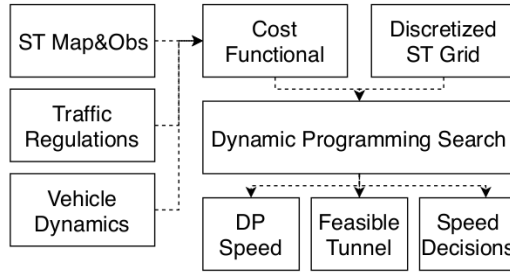 ST Map&Obs
Traffic
Regulations
Vehicle
Dynamics
Cost
Functional
Discretized
ST Grid
Dynamic Programming Search
DP
Speed
Feasible
Tunnel
Speed
Decisions